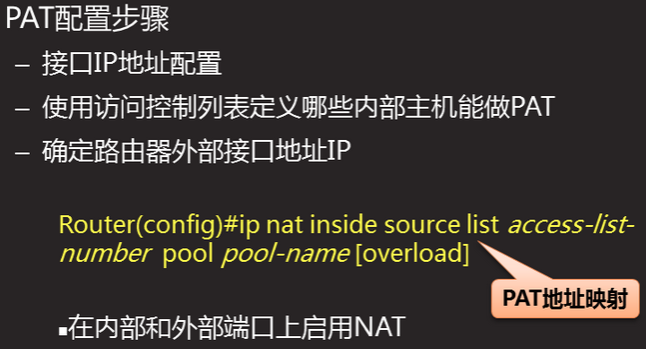 PAT配置步骤
– 接口IP地址配置
– 使用访问控制列表定义哪些内部主机能做PAT
– 确定路由器外部接口地址IP
Router(config)#ip nat inside source list access-list-
number pool pool-name [overload]
PAT地址映射
▪在内部和外部端口上启用NAT